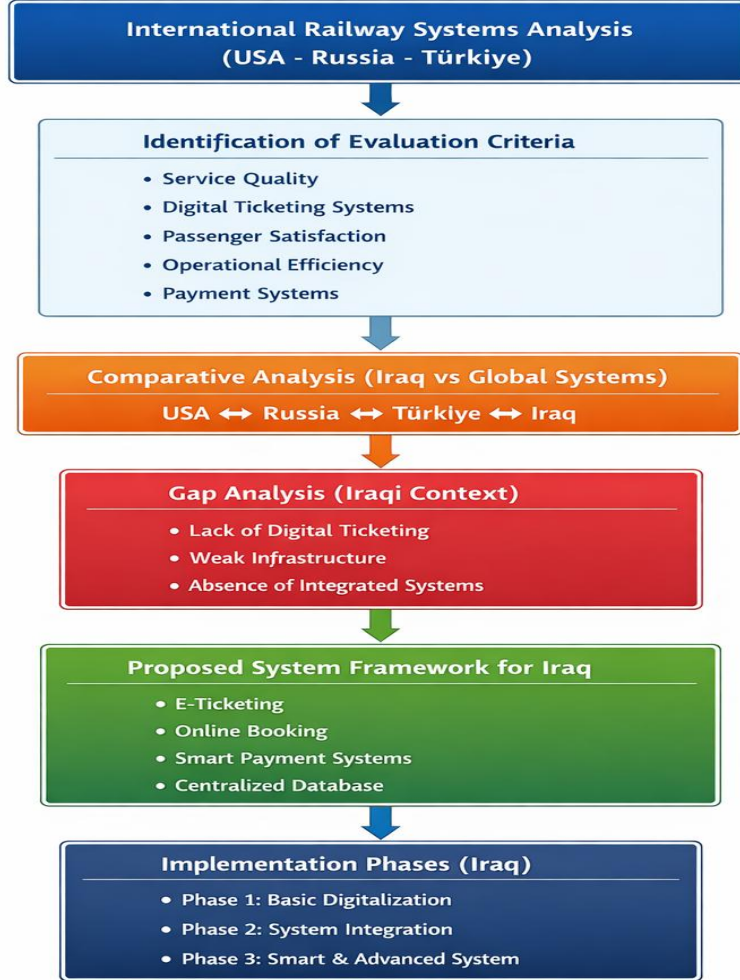 International Railway Systems Analysis
(USA - Russia - Türkiye)
Identification of Evaluation Criteria
• Service Quality
• Digital Ticketing Systems
• Passenger Satisfaction
• Operational Efficiency
• Payment Systems
Comparative Analysis (Iraq vs Global Systems)
USA ↔ Russia ↔ Türkiye ↔ Iraq
Gap Analysis (Iraqi Context)
• Lack of Digital Ticketing
• Weak Infrastructure
• Absence of Integrated Systems
Proposed System Framework for Iraq
• E-Ticketing
• Online Booking
• Smart Payment Systems
• Centralized Database
Implementation Phases (Iraq)
• Phase 1: Basic Digitalization
• Phase 2: System Integration
• Phase 3: Smart & Advanced System